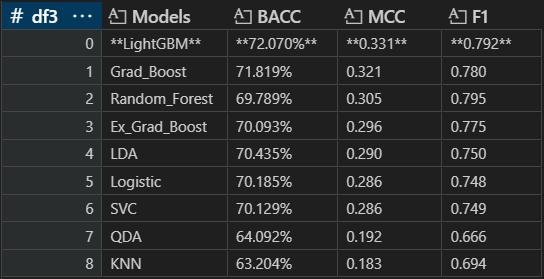 # df3 ... Models BACC MCC F1
0 **LightGBM** **72.070%** **0.331** **0.792**
1 Grad_Boost 71.819% 0.321 0.780
2 Random_Forest 69.789% 0.305 0.795
3 Ex_Grad_Boost 70.093% 0.296 0.775
4 LDA 70.435% 0.290 0.750
5 Logistic 70.185% 0.286 0.748
6 SVC 70.129% 0.286 0.749
7 QDA 64.092% 0.192 0.666
8 KNN 63.204% 0.183 0.694